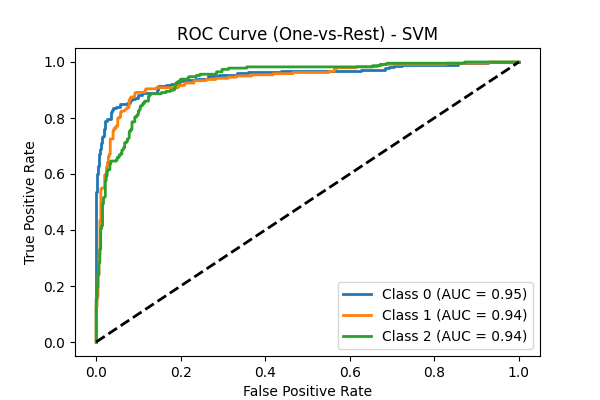 ROC Curve (One-vs-Rest) - SVM
True Positive Rate
1.0
0.8
0.6
0.4
0.2
0.0
Class 0 (AUC = 0.95)
Class 1 (AUC = 0.94)
Class 2 (AUC = 0.94)
0.0 0.2 0.4 0.6 0.8 1.0
False Positive Rate